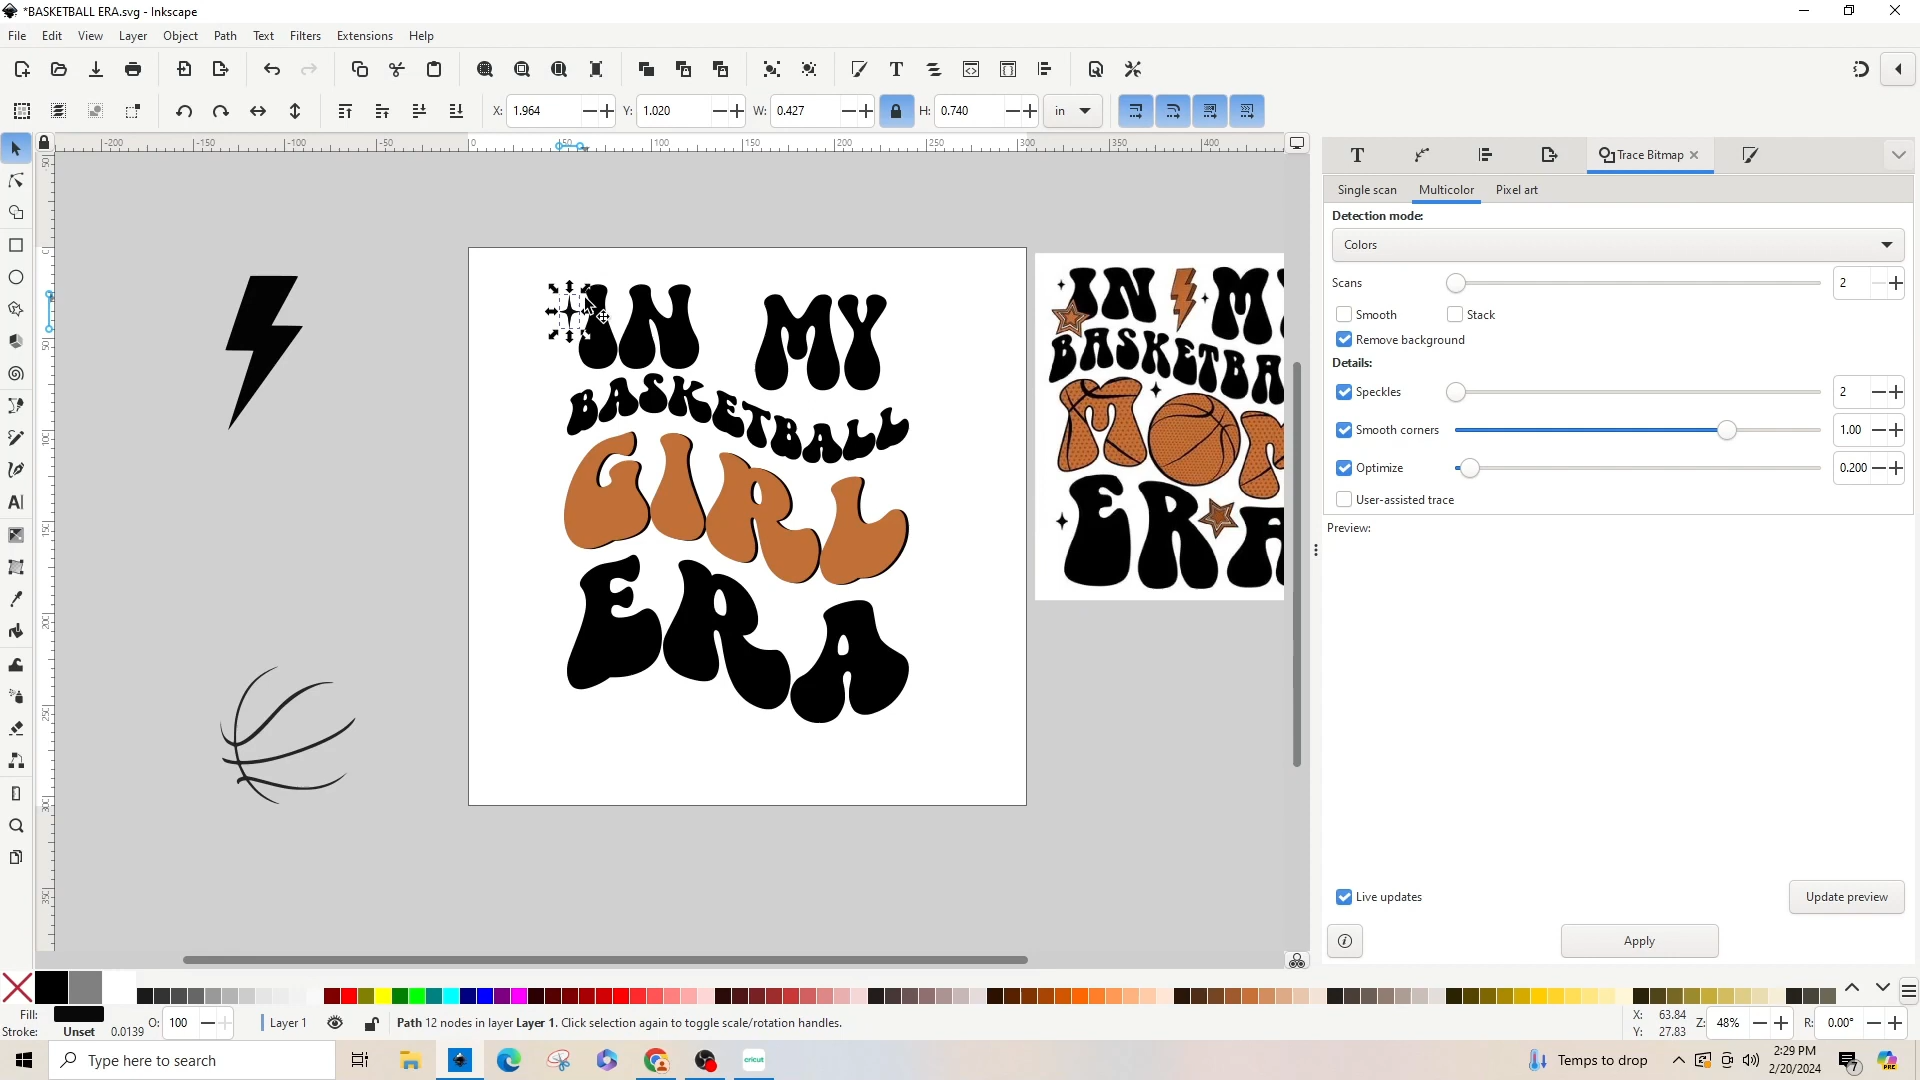 *BASKETBALL ERA.svg - Inkscape
File Edit View Layer Object Path Text Filters Extensions Help
X: 1.964 Y: 1.020 W: 0.427 H: 0.740 in
Trace Bitmap
Single scan Multicolor Pixel art
Detection mode:
Colors
Scans 2
Smooth Stack
Remove background
Details:
Speckles 2
Smooth corners 1.00
Optimize 0.200
User-assisted trace
Preview:
IN MY
BASKETBALL
GIRL
ERA
IN MY
BASKETBA
MOM
ERA
Live updates Update preview
Apply
Fill:
Stroke: Unset 0.0139 O: 100 Layer 1 Path 12 nodes in layer Layer 1. Click selection again to toggle scale/rotation handles. X: 63.84 Y: 27.83 Z: 48% R: 0.00°
Type here to search
cricut
Temps to drop
2:29 PM
2/20/2024
7
PRE